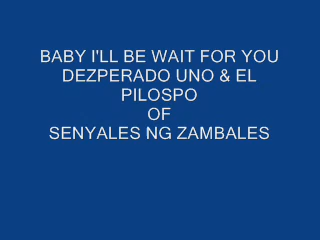 BABY I'LL BE WAIT FOR YOU
DEZPERADO UNO & EL
PILOSPO
OF
SENYALES NG ZAMBALES